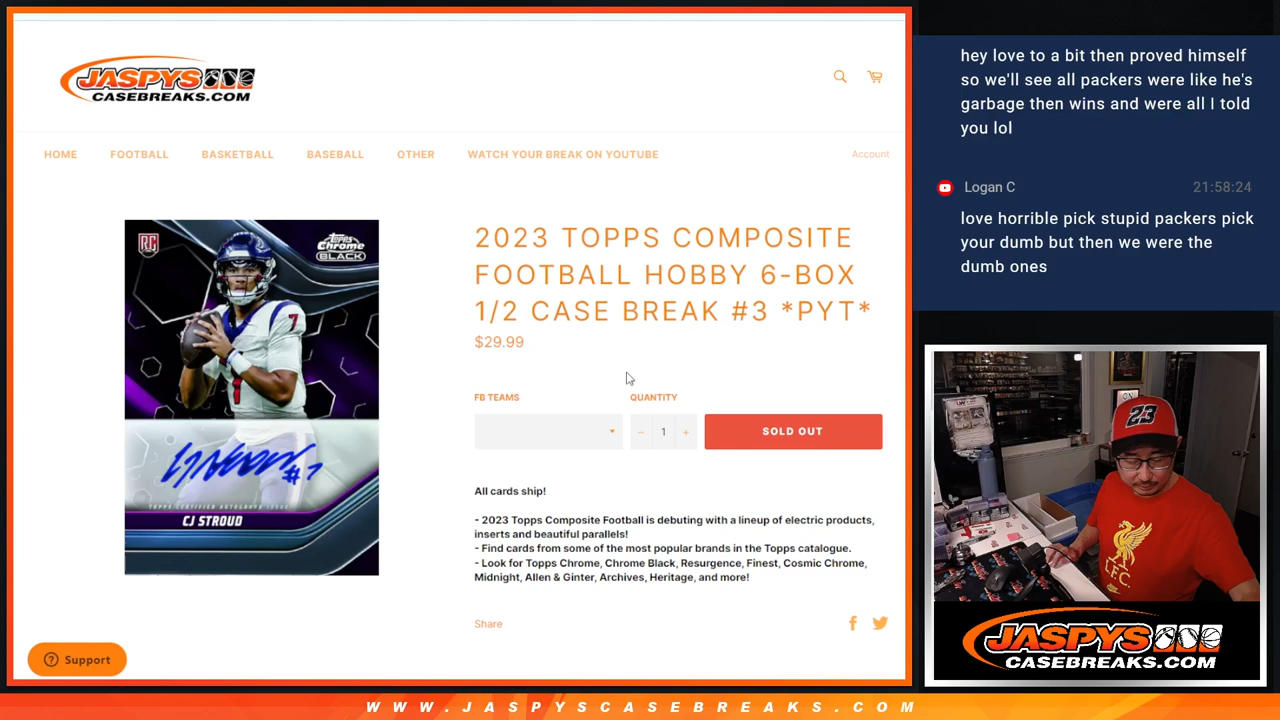 JASPYS
CASEBREAKS.COM
HOME FOOTBALL BASKETBALL BASEBALL OTHER WATCH YOUR BREAK ON YOUTUBE Account
RC
Topps
Chrome
BLACK
7
#7
TOPPS CERTIFIED AUTOGRAPH ISSUE
CJ STROUD
2023 TOPPS COMPOSITE
FOOTBALL HOBBY 6-BOX
1/2 CASE BREAK #3 *PYT*
$29.99
FB TEAMS QUANTITY
− 1 + SOLD OUT
All cards ship!
- 2023 Topps Composite Football is debuting with a lineup of electric products,
inserts and beautiful parallels!
- Find cards from some of the most popular brands in the Topps catalogue.
- Look for Topps Chrome, Chrome Black, Resurgence, Finest, Cosmic Chrome,
Midnight, Allen & Ginter, Archives, Heritage, and more!
Share
Support
hey love to a bit then proved himself
so we'll see all packers were like he's
garbage then wins and were all I told
you lol
Logan C 21:58:24
love horrible pick stupid packers pick
your dumb but then we were the
dumb ones
23
L.F.C.
JASPYS
CASEBREAKS.COM
WWW.JASPYSCASEBREAKS.COM